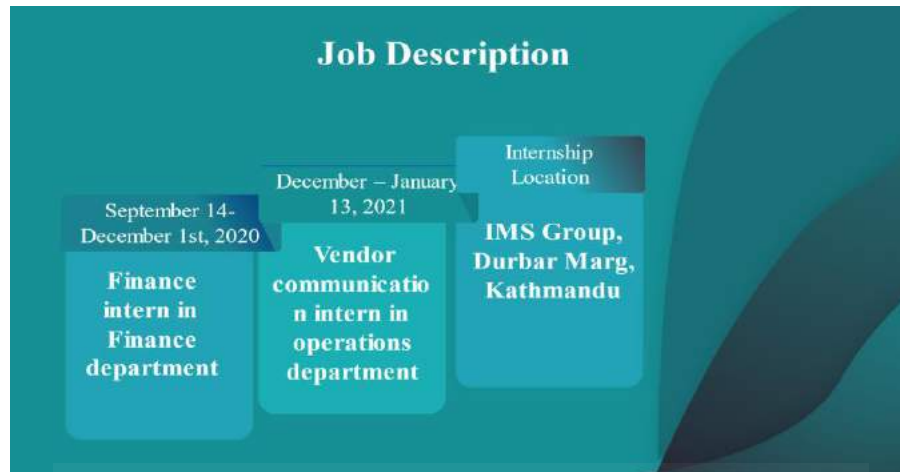 Job Description
September 14-
December 1st, 2020
Finance
intern in
Finance
department
December – January
13, 2021
Vendor
communicatio
n intern in
operations
department
Internship
Location
IMS Group,
Durbar Marg,
Kathmandu